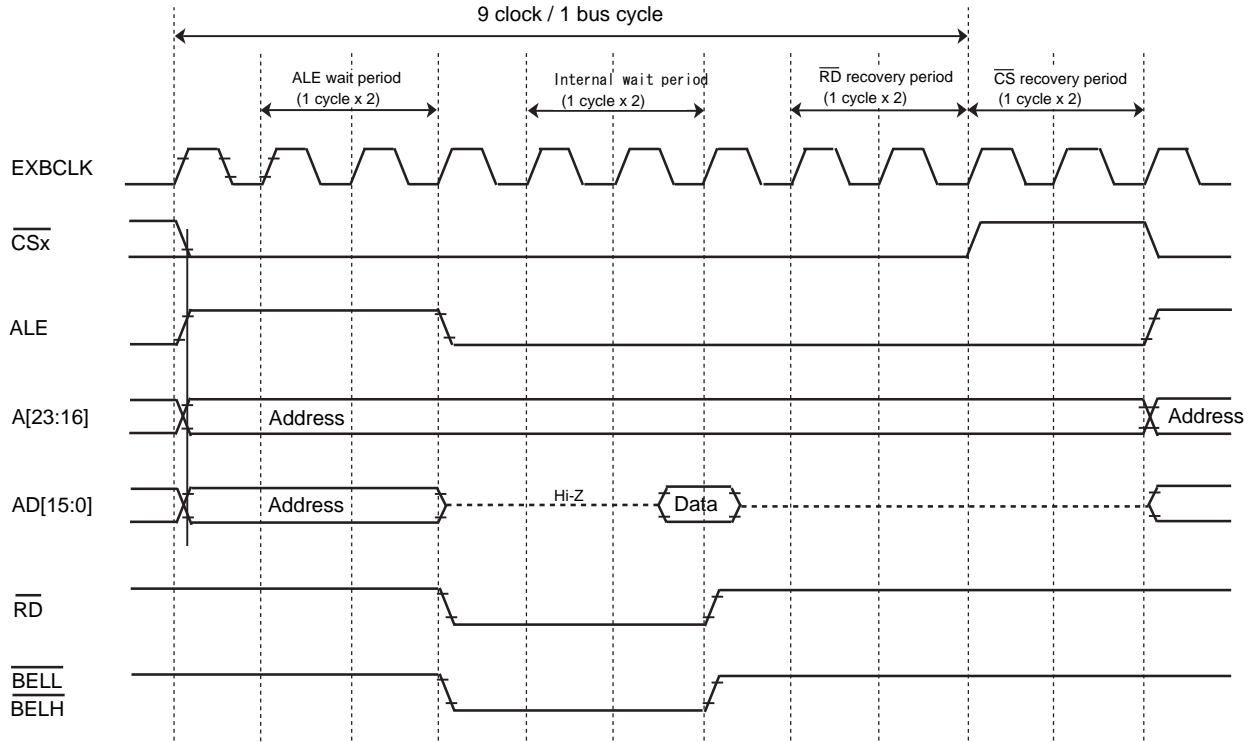 9 clock / 1 bus cycle
ALE wait period
(1 cycle x 2)
Internal wait period
(1 cycle x 2)
RD recovery period
(1 cycle x 2)
CS recovery period
(1 cycle x 2)
EXBCLK
CSx
ALE
A[23:16]
Address
Address
AD[15:0]
Address
Hi-Z
Data
RD
BELL
BELH